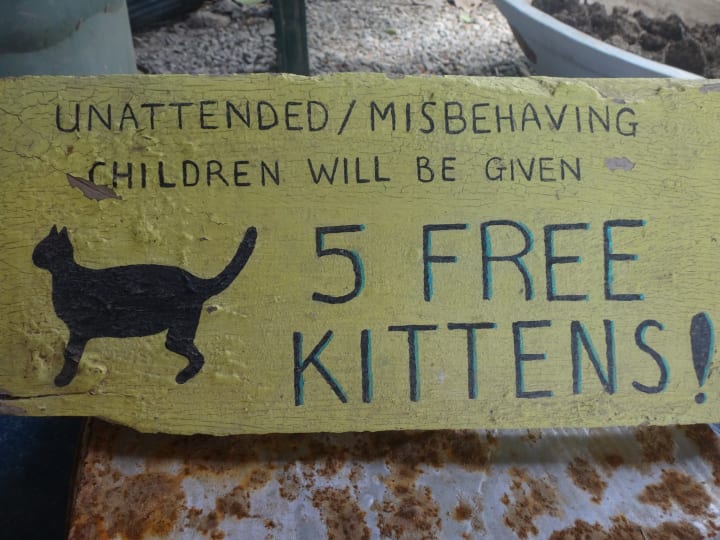 UNATTENDED/MISBEHAVING
CHILDREN WILL BE GIVEN
5 FREE
KITTENS!